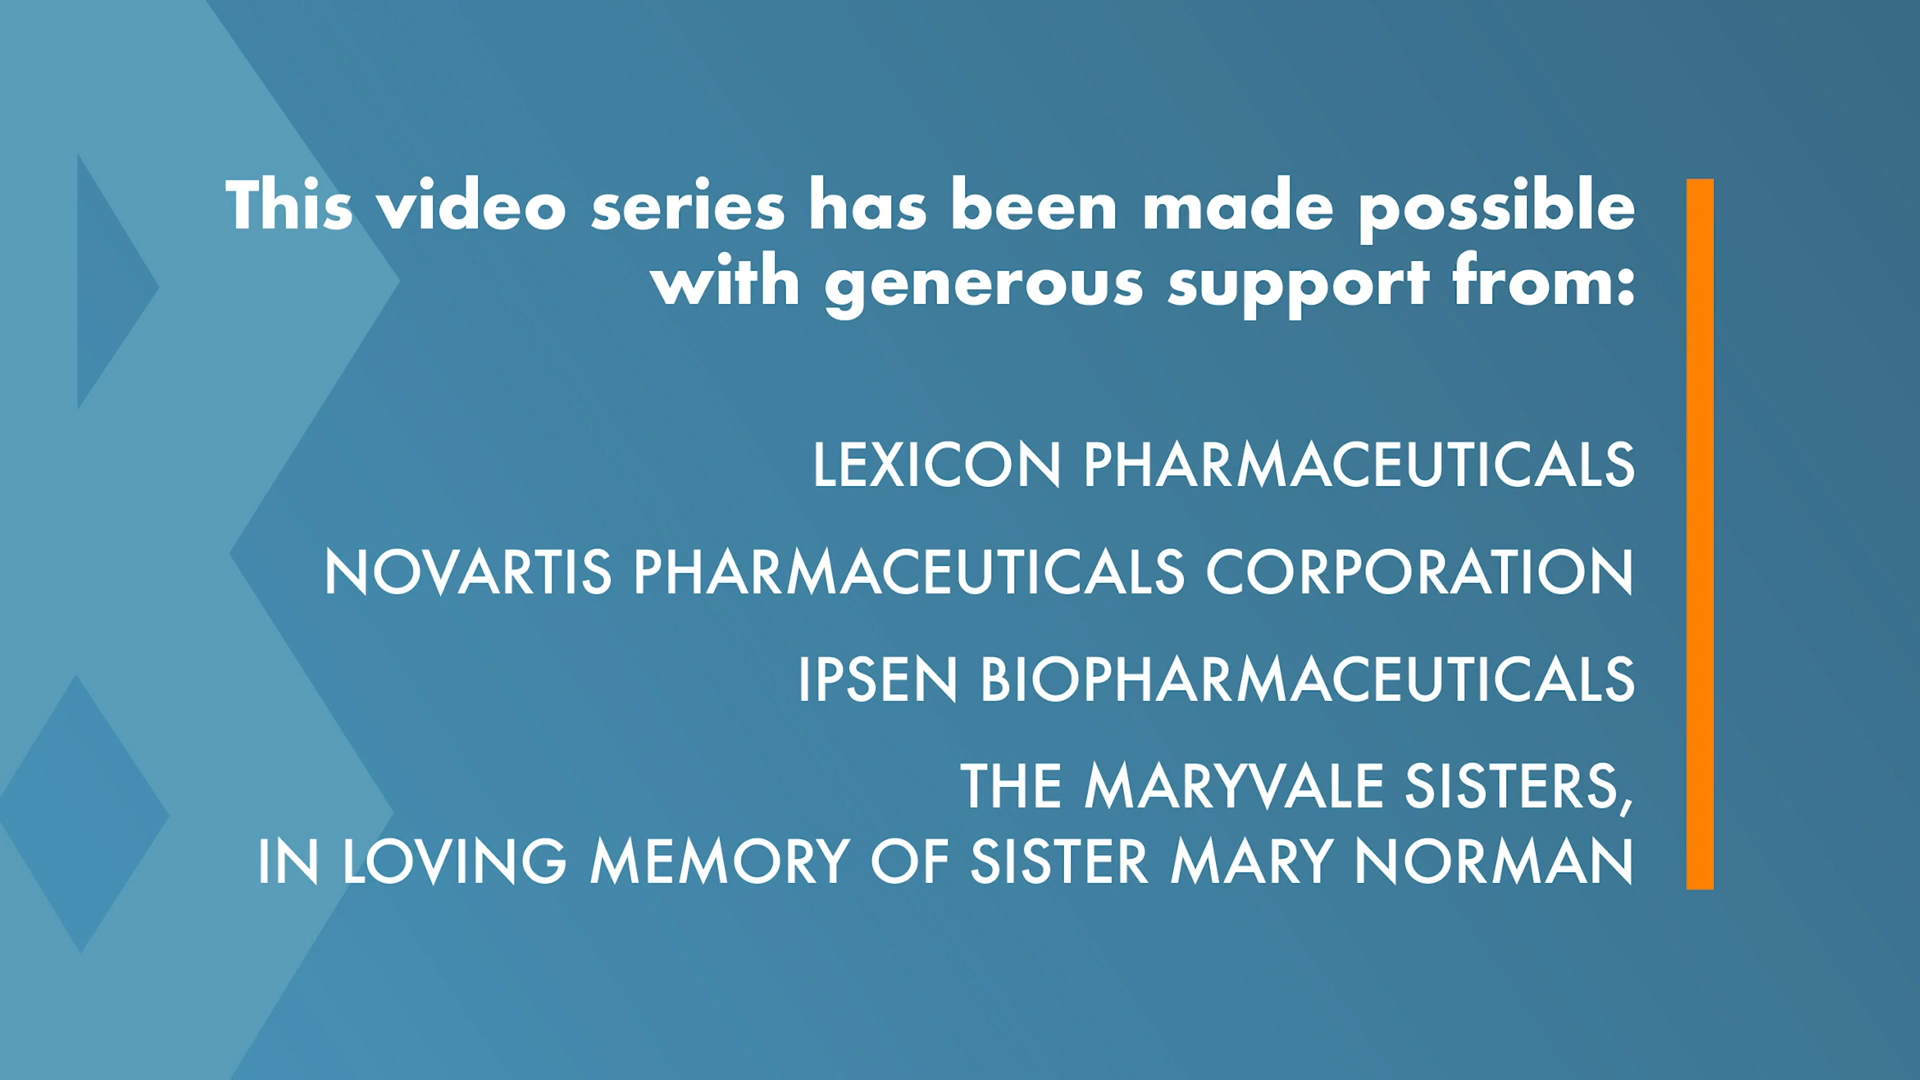 This video series has been made possible
with generous support from:
LEXICON PHARMACEUTICALS
NOVARTIS PHARMACEUTICALS CORPORATION
IPSEN BIOPHARMACEUTICALS
THE MARYVALE SISTERS,
IN LOVING MEMORY OF SISTER MARY NORMAN